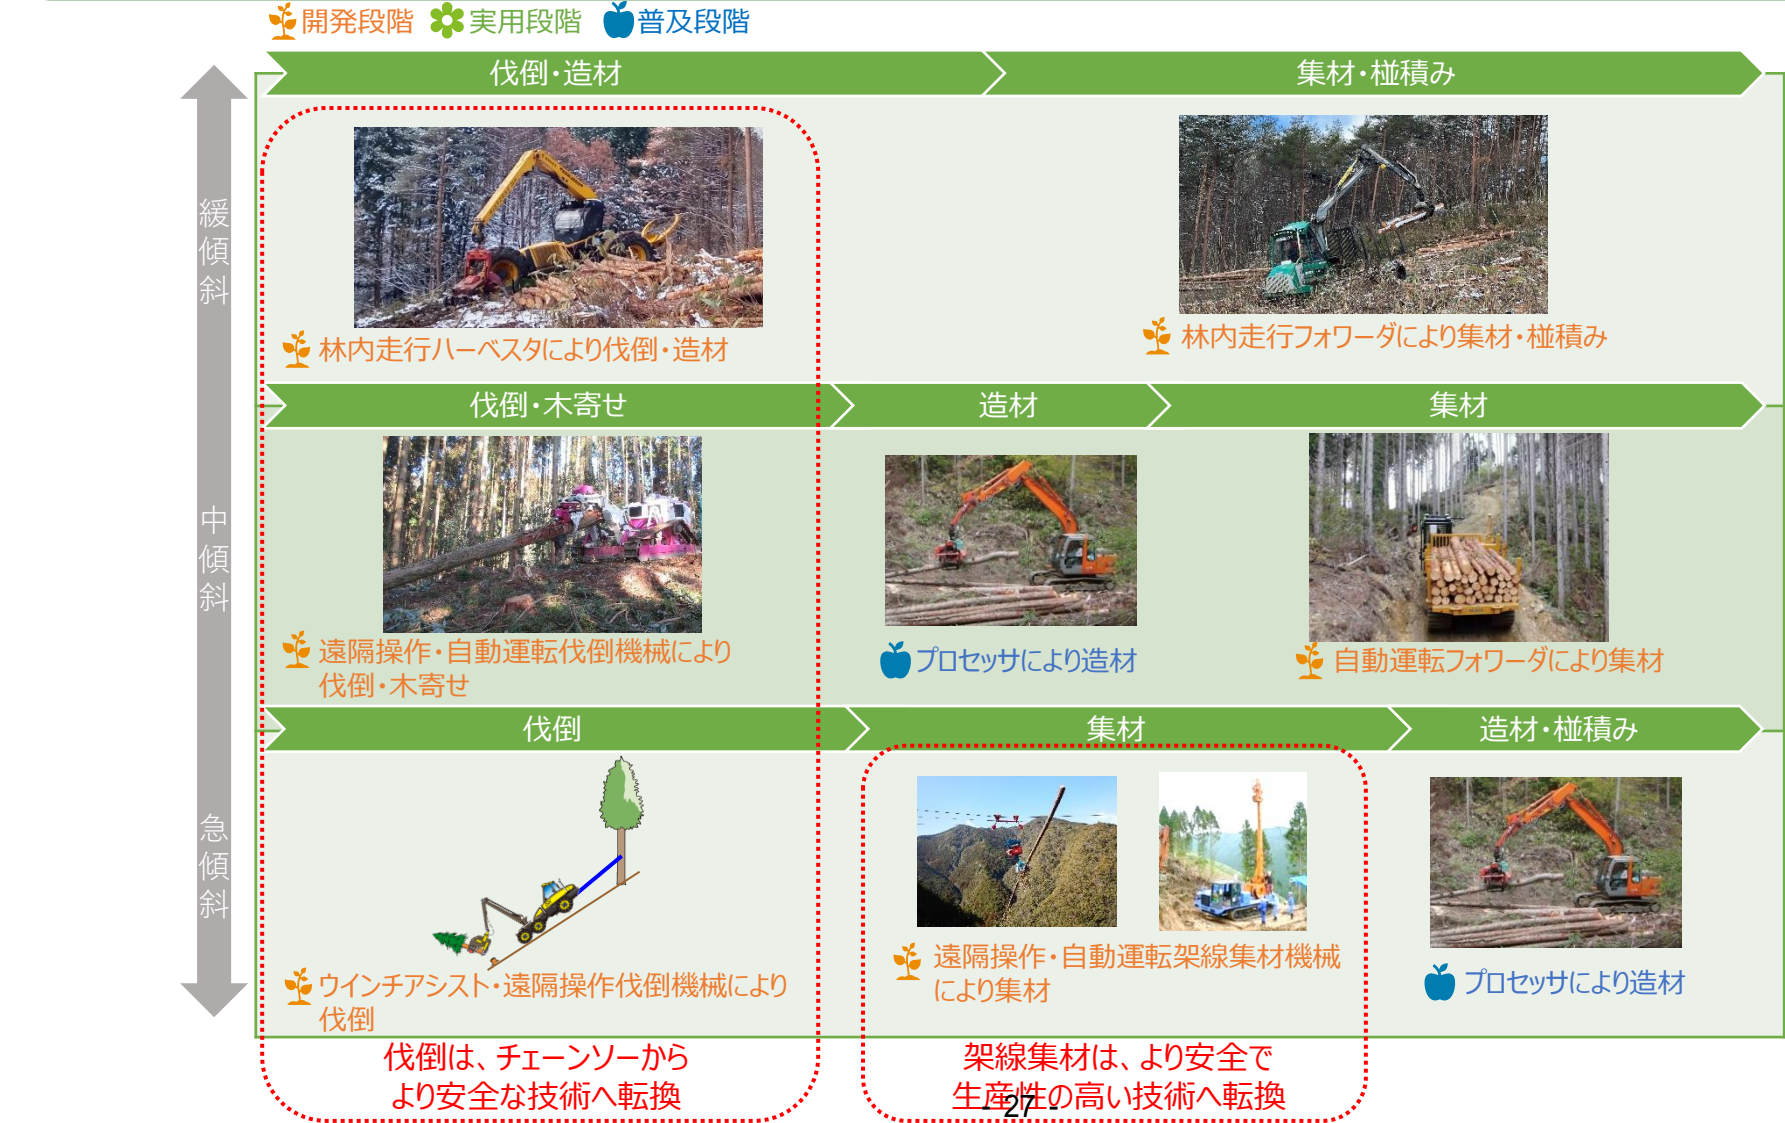 開発段階 実用段階 普及段階
伐倒・造材 集材・椪積み
緩傾斜
林内走行ハーベスタにより伐倒・造材
林内走行フォワーダにより集材・椪積み
伐倒・木寄せ 造材 集材
中傾斜
遠隔操作・自動運転伐倒機械により
伐倒・木寄せ
プロセッサにより造材
自動運転フォワーダにより集材
伐倒 集材 造材・椪積み
急傾斜
ウインチアシスト・遠隔操作伐倒機械により
伐倒
遠隔操作・自動運転架線集材機械
により集材
プロセッサにより造材
伐倒は、チェーンソーから
より安全な技術へ転換
架線集材は、より安全で
生産性の高い技術へ転換
- 27 -